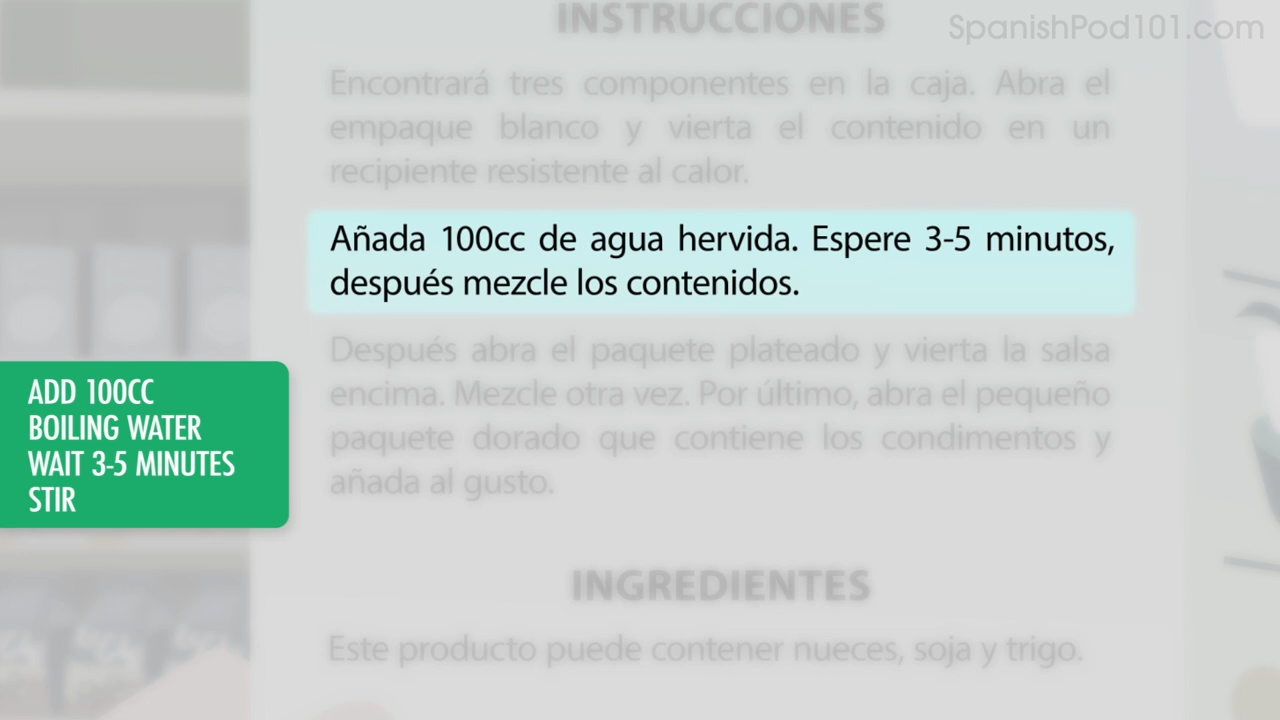 INSTRUCCIONES
SpanishPod101.com
Encontrará tres componentes en la caja. Abra el
empaque blanco y vierta el contenido en un
recipiente resistente al calor.
Añada 100cc de agua hervida. Espere 3-5 minutos,
después mezcle los contenidos.
Después abra el paquete plateado y vierta la salsa
encima. Mezcle otra vez. Por último, abra el pequeño
paquete dorado que contiene los condimentos y
añada al gusto.
ADD 100CC
BOILING WATER
WAIT 3-5 MINUTES
STIR
INGREDIENTES
Este producto puede contener nueces, soja y trigo.